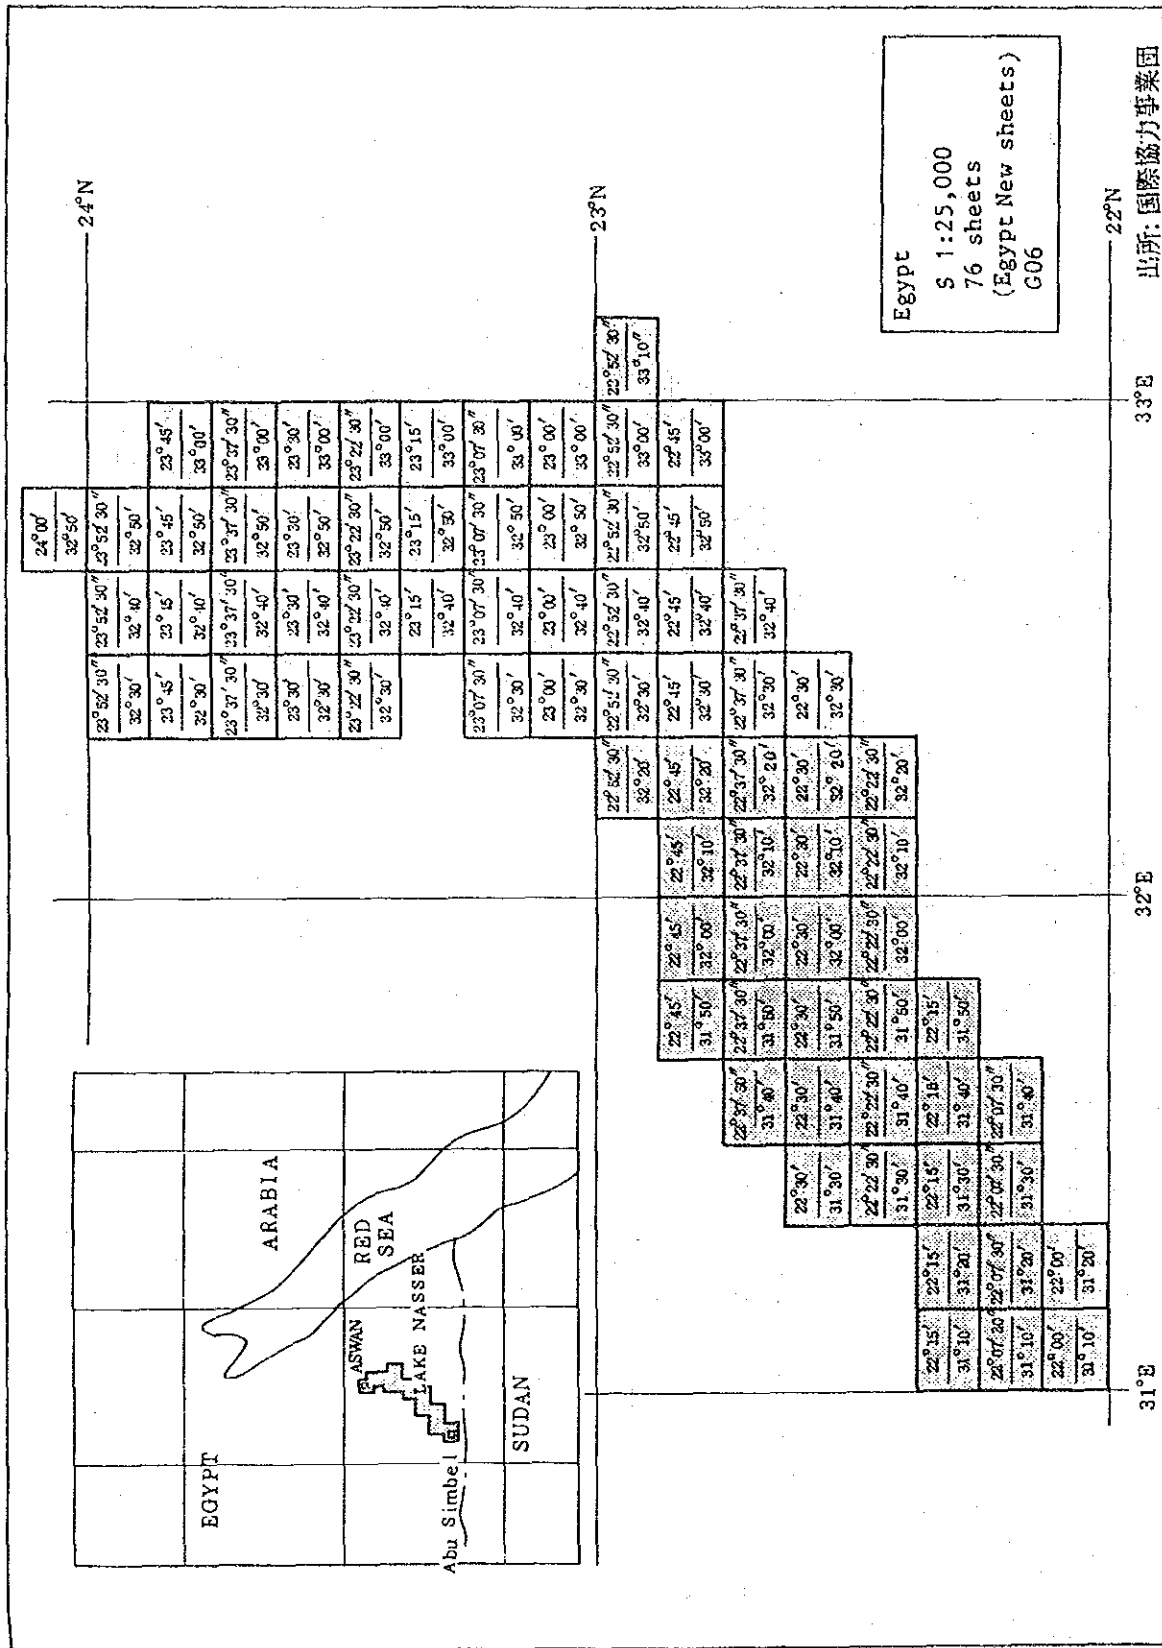 EGYPT
ARABIA
RED
SEA
ASWAN
LAKE NASSER
Abu Simbel
SUDAN
24°00'
32°50'
24°N
23°52'30" 23°52'30" 23°52'30"
32°30' 32°40' 32°50'
23°45' 23°15' 23°45' 23°45'
32°30' 32°40' 32°50' 33°00'
23°37'30" 23°37'30" 23°37'30" 23°37'30"
32°30' 32°40' 32°50' 33°00'
23°30' 23°30' 23°30' 23°30'
32°30' 32°40' 32°50' 33°00'
23°22'30" 23°22'30" 23°22'30" 23°22'30"
32°30' 32°40' 32°50' 33°00'
23°15' 23°15' 23°15'
32°40' 32°50' 33°00'
23°07'30" 23°07'30" 23°07'30" 23°07'30"
32°30' 32°40' 32°50' 33°00'
23°00' 23°00' 23°00' 23°00'
32°30' 32°40' 32°50' 33°00'
23°N
22°52'30" 22°52'30" 22°52'30" 22°52'30" 22°52'30" 22°52'30"
32°20' 32°30' 32°40' 32°50' 33°00' 33°10'
22°45' 22°45' 22°45' 22°45' 22°45' 22°45' 22°45' 22°45'
31°50' 32°00' 32°10' 32°20' 32°30' 32°40' 32°50' 33°00'
22°37'30" 22°37'30" 22°37'30" 22°37'30" 22°37'30" 22°37'30" 22°37'30"
31°40' 31°50' 32°00' 32°10' 32°20' 32°30' 32°40'
22°30' 22°30' 22°30' 22°30' 22°30' 22°30' 22°30'
31°30' 31°40' 31°50' 32°00' 32°10' 32°20' 32°30'
22°22'30" 22°22'30" 22°22'30" 22°22'30" 22°22'30" 22°22'30"
31°30' 31°40' 31°50' 32°00' 32°10' 32°20'
22°15' 22°15' 22°15' 22°18' 22°15'
31°10' 31°20' 31°30' 31°40' 31°50'
22°07'20" 22°07'30" 22°07'30" 22°07'30"
31°10' 31°20' 31°30' 31°40'
22°00' 22°00'
31°10' 31°20'
22°N
31°E 32°E 33°E
Egypt
S 1:25,000
76 sheets
(Egypt New sheets)
G06
出所: 国際協力事業団